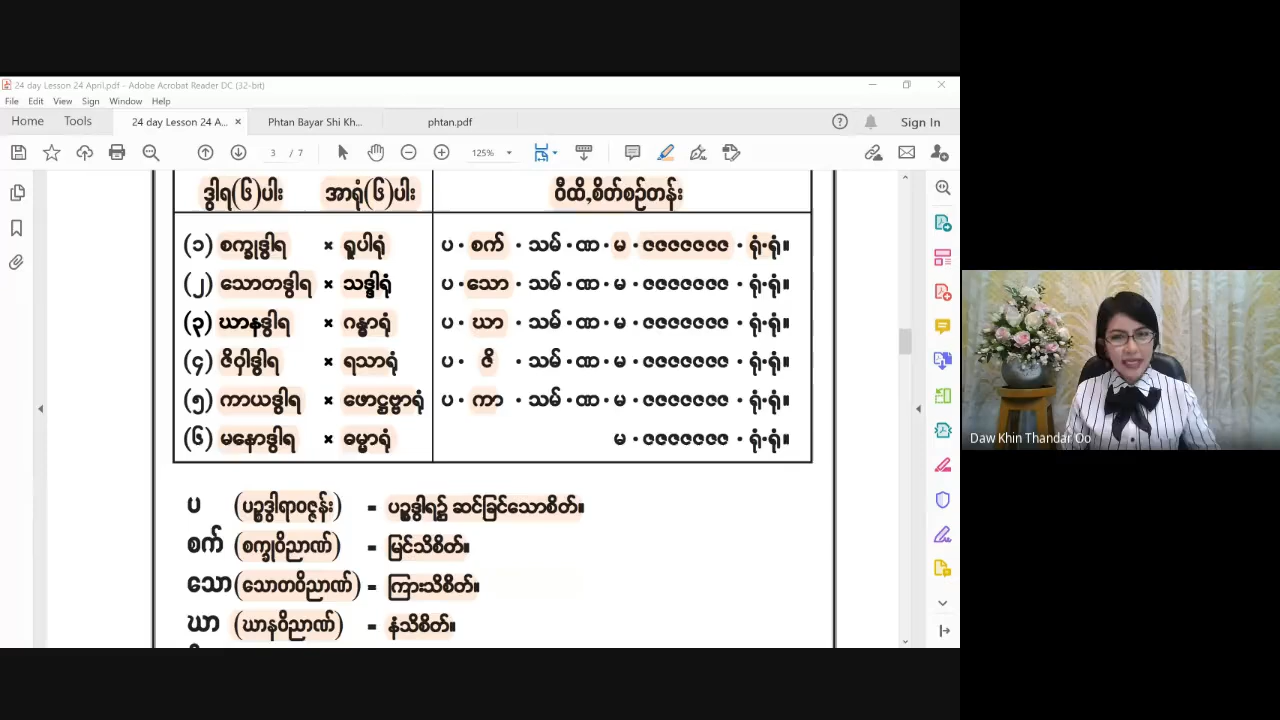 24 day Lesson 24 April.pdf - Adobe Acrobat Reader DC (32-bit)
File Edit View Sign Window Help
Home Tools 24 day Lesson 24 A... × Phtan Bayar Shi Kh... phtan.pdf Sign In
3 / 7 125%
ဒွါရ(၆)ပါး အာရုံ(၆)ပါး ဝီထိ,စိတ်စဉ်တန်း
(၁) စက္ခုဒွါရ × ရူပါရုံ ပ • စက် • သမ် • ဏ • မ • ဇဇဇဇဇဇဇ • ရုံ•ရုံ။
(၂) သောတဒွါရ × သဒ္ဒါရုံ ပ • သော • သမ် • ဏ • မ • ဇဇဇဇဇဇဇ • ရုံ•ရုံ။
(၃) ဃာနဒွါရ × ဂန္ဓာရုံ ပ • ဃာ • သမ် • ဏ • မ • ဇဇဇဇဇဇဇ • ရုံ•ရုံ။
(၄) ဇိဝှါဒွါရ × ရသာရုံ ပ • ဇိ • သမ် • ဏ • မ • ဇဇဇဇဇဇဇ • ရုံ•ရုံ။
(၅) ကာယဒွါရ × ဖောဋ္ဌဗ္ဗာရုံ ပ • ကာ • သမ် • ဏ • မ • ဇဇဇဇဇဇဇ • ရုံ•ရုံ။
(၆) မနောဒွါရ × ဓမ္မာရုံ မ • ဇဇဇဇဇဇဇ • ရုံ•ရုံ။
ပ (ပဉ္စဒွါရာဝဇ္ဇန်း) = ပဉ္စဒွါရ၌ ဆင်ခြင်သောစိတ်။
စက် (စက္ခုဝိညာဏ်) = မြင်သိစိတ်။
သော (သောတဝိညာဏ်) = ကြားသိစိတ်။
ဃာ (ဃာနဝိညာဏ်) = နံသိစိတ်။
Daw Khin Thandar Oo